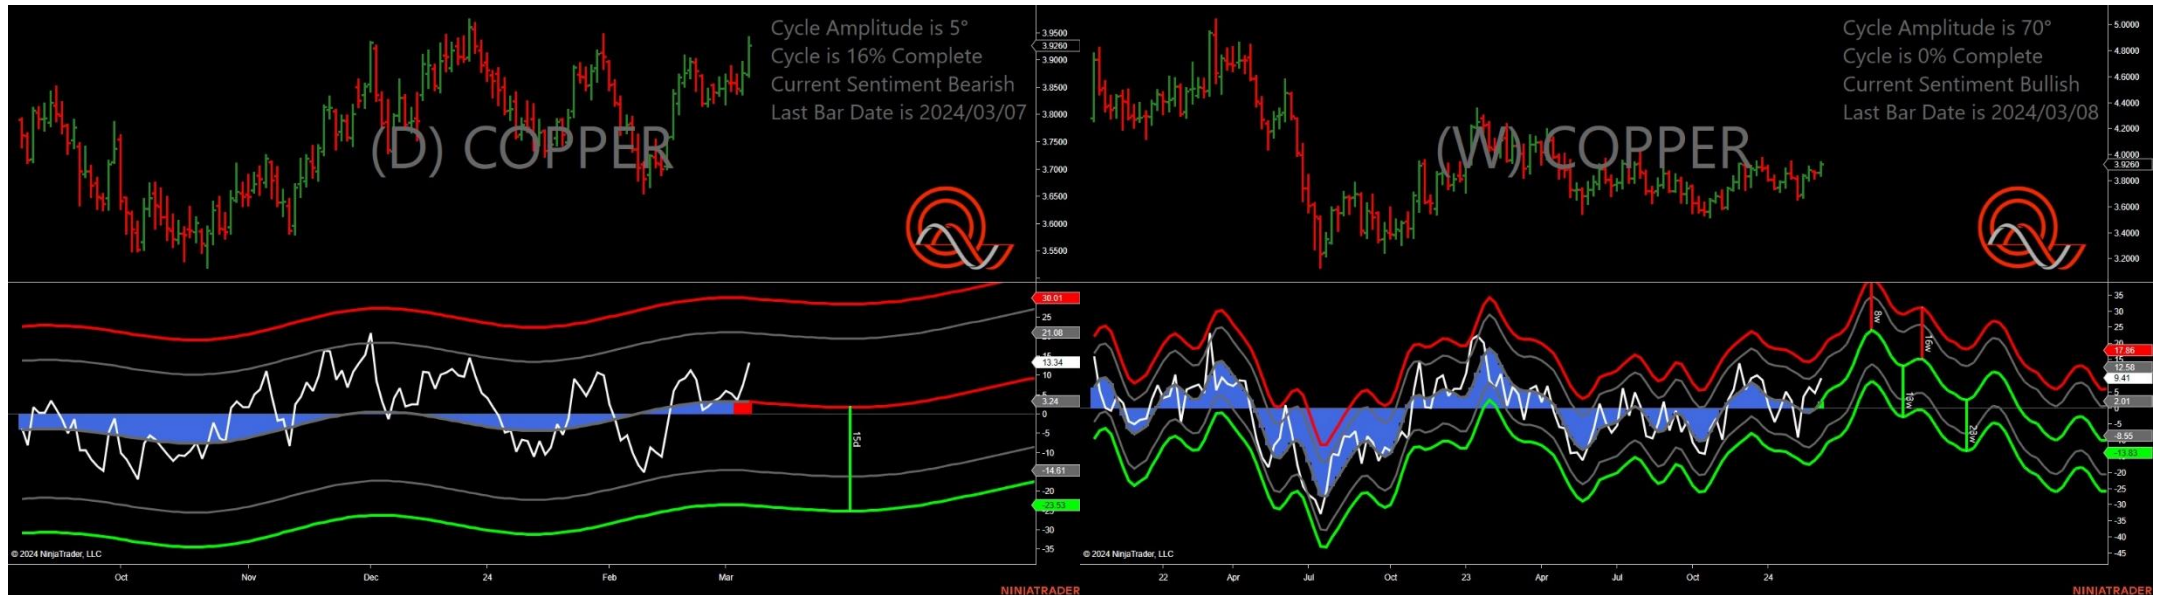 Cycle Amplitude is 5°
Cycle is 16% Complete
Current Sentiment Bearish
Last Bar Date is 2024/03/07
(D) COPPER
3.9500
3.9260
3.9000
3.8500
3.8000
3.7500
3.7000
3.6500
3.6000
3.5500
30.01
25
21.08
15
13.34
10
5
3.24
0
-5
-10
-14.61
-20
-23.53
-25
-30
-35
15d
© 2024 NinjaTrader, LLC
Oct
Nov
Dec
24
Feb
Mar
NINJATRADER
Cycle Amplitude is 70°
Cycle is 0% Complete
Current Sentiment Bullish
Last Bar Date is 2024/03/08
(W) COPPER
5.0000
4.8000
4.6000
4.4000
4.2000
4.0000
3.9260
3.8000
3.6000
3.4000
3.2000
35
30
25
20
17.86
15
12.58
9.41
5
2.01
0
-8.55
-13.83
-20
-25
-30
-35
-40
-45
8w
16w
18w
28w
© 2024 NinjaTrader, LLC
22
Apr
Jul
Oct
23
Apr
Jul
Oct
24
NINJATRADER